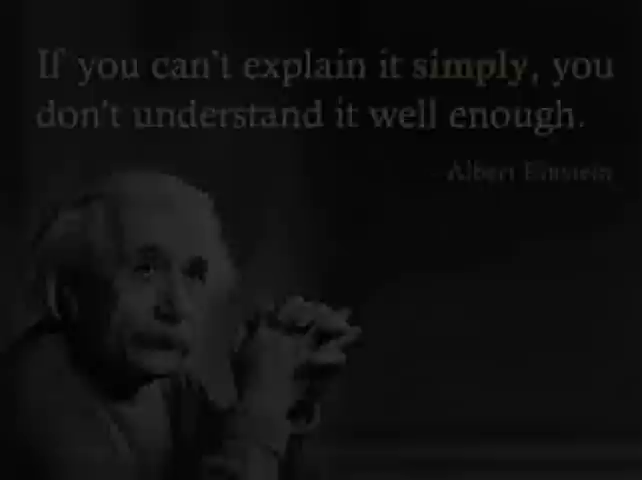 If you can't explain it simply, you
don't understand it well enough.
- Albert Einstein